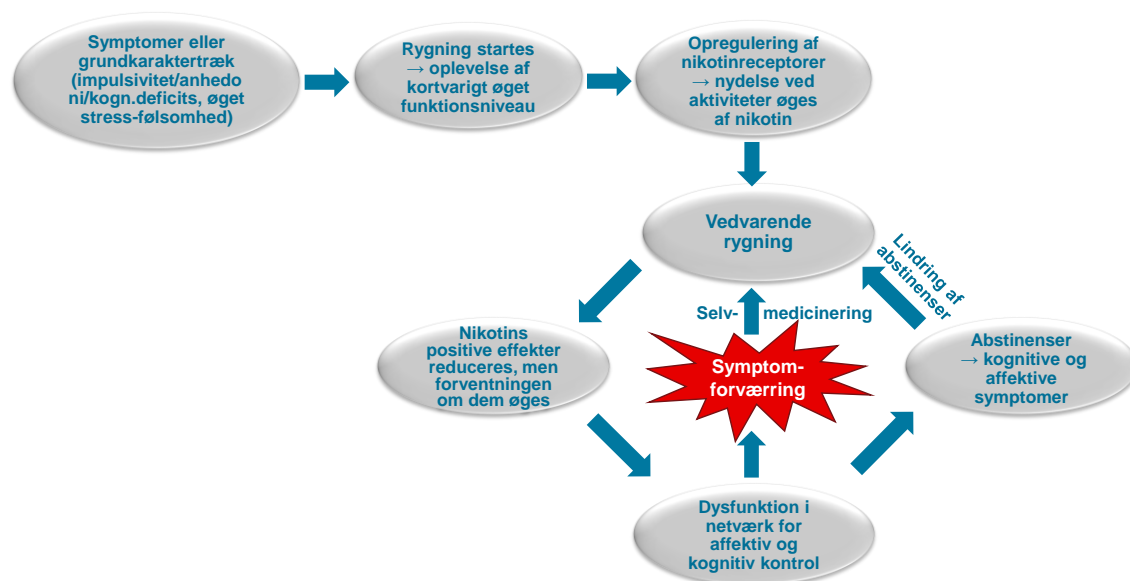 Symptomer eller
grundkaraktertræk
(impulsivitet/anhedo
ni/kogn.deficits, øget
stress-følsomhed)
Rygning startes
→ oplevelse af
kortvarigt øget
funktionsniveau
Opregulering af
nikotinreceptorer
→ nydelse ved
aktiviteter øges
af nikotin
Vedvarende
rygning
Lindring af
abstinenser
Selv- medicinering
Nikotins
positive effekter
reduceres, men
forventningen
om dem øges
Symptom-
forværring
Abstinenser
→ kognitive og
affektive
symptomer
Dysfunktion i
netværk for
affektiv og
kognitiv kontrol